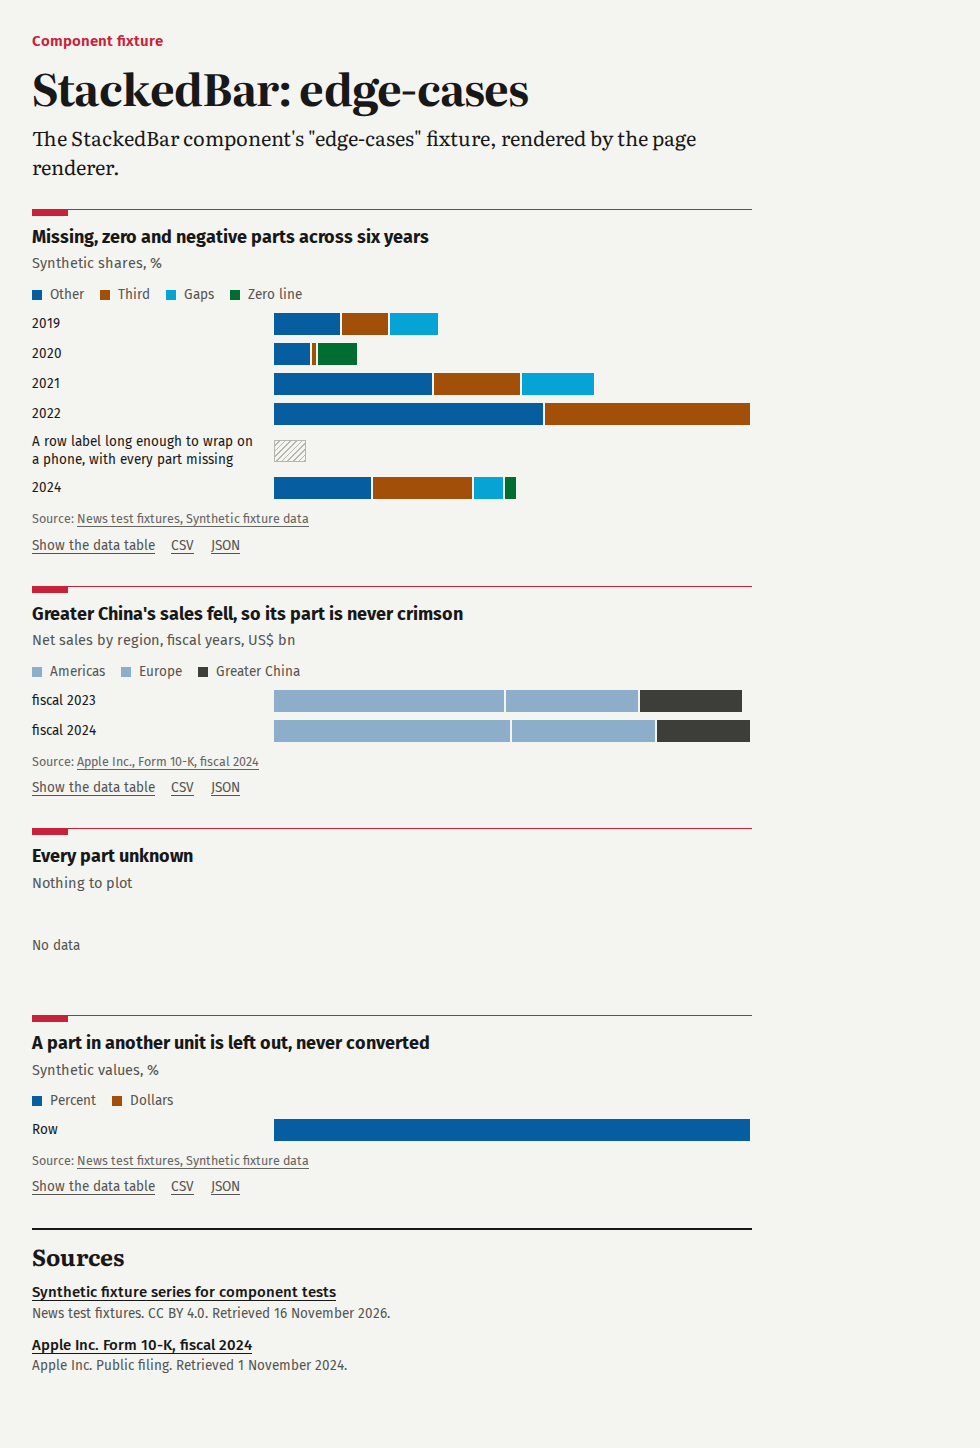 Component fixture
StackedBar: edge-cases
The StackedBar component's "edge-cases" fixture, rendered by the page
renderer.
Missing, zero and negative parts across six years
Synthetic shares, %
Other Third Gaps Zero line
2019
2020
2021
2022
A row label long enough to wrap on
a phone, with every part missing
2024
Source: News test fixtures, Synthetic fixture data
Show the data table CSV JSON
Greater China's sales fell, so its part is never crimson
Net sales by region, fiscal years, US$ bn
Americas Europe Greater China
fiscal 2023
fiscal 2024
Source: Apple Inc., Form 10-K, fiscal 2024
Show the data table CSV JSON
Every part unknown
Nothing to plot
No data
A part in another unit is left out, never converted
Synthetic values, %
Percent Dollars
Row
Source: News test fixtures, Synthetic fixture data
Show the data table CSV JSON
Sources
Synthetic fixture series for component tests
News test fixtures. CC BY 4.0. Retrieved 16 November 2026.
Apple Inc. Form 10-K, fiscal 2024
Apple Inc. Public filing. Retrieved 1 November 2024.